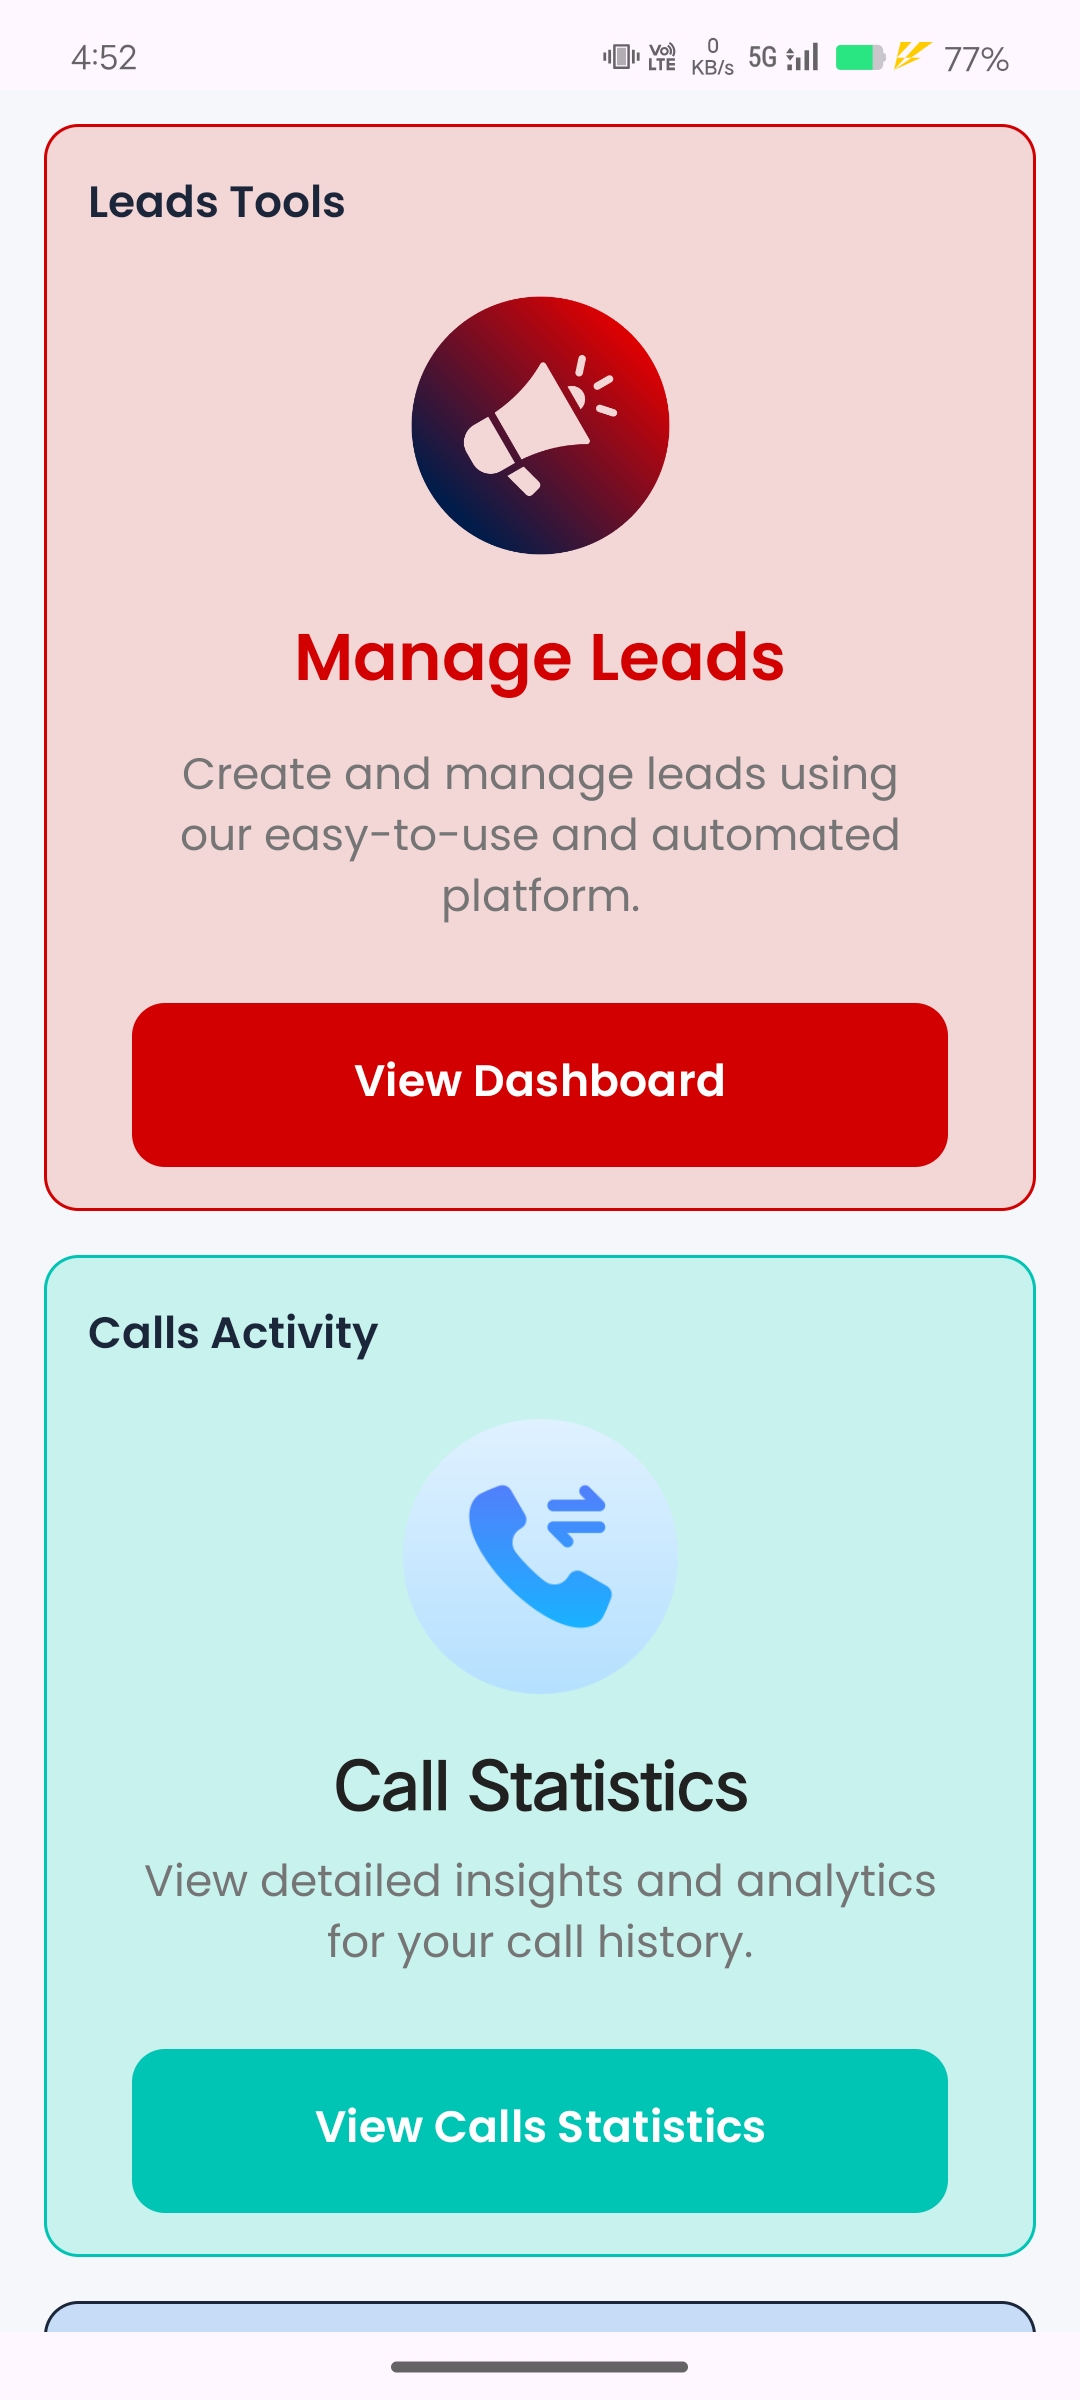 4:52
Vo) LTE
0 KB/s
5G
77%
Leads Tools
Manage Leads
Create and manage leads using
our easy-to-use and automated
platform.
View Dashboard
Calls Activity
Call Statistics
View detailed insights and analytics
for your call history.
View Calls Statistics